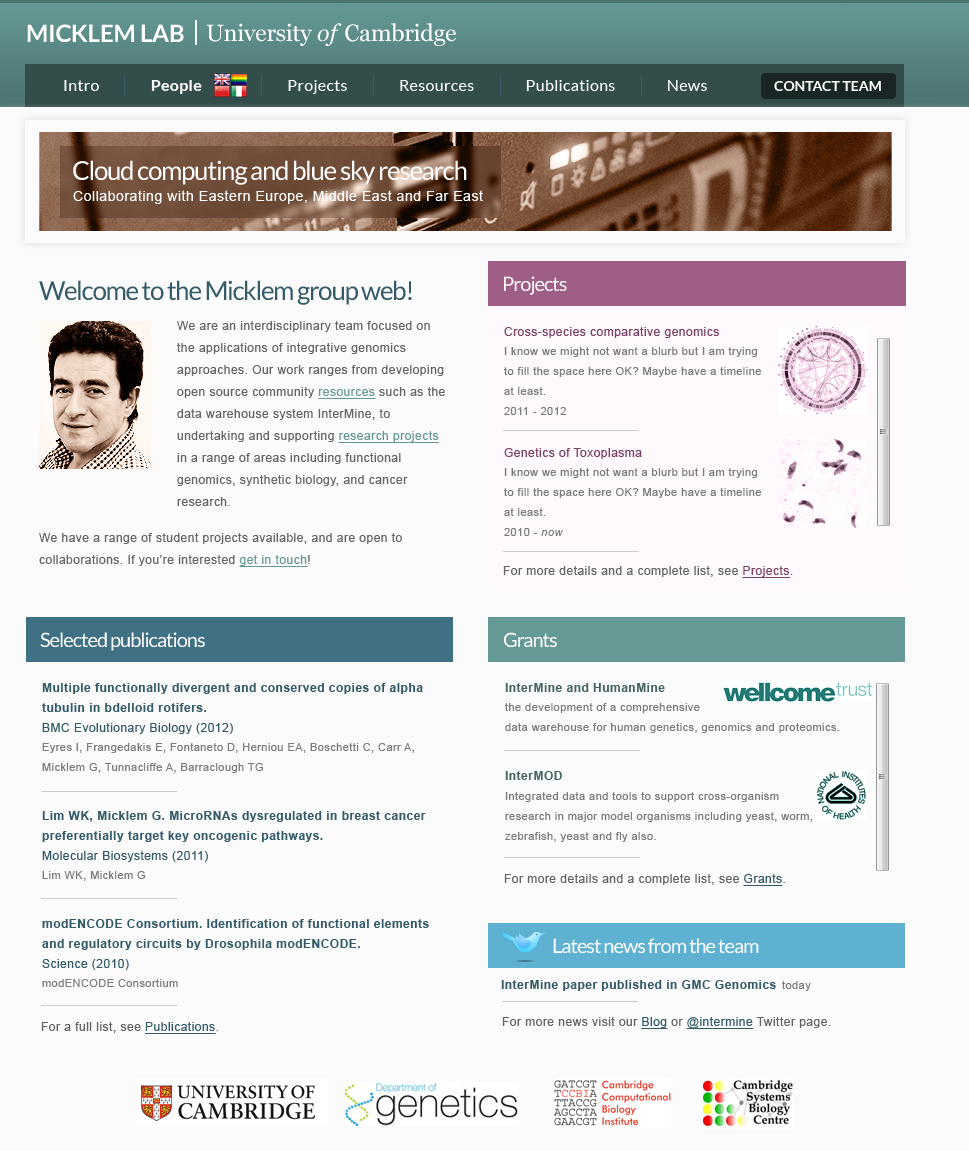 MICKLEM LAB | University of Cambridge
Intro People Projects Resources Publications News CONTACT TEAM
Cloud computing and blue sky research
Collaborating with Eastern Europe, Middle East and Far East
Welcome to the Micklem group web!
We are an interdisciplinary team focused on
the applications of integrative genomics
approaches. Our work ranges from developing
open source community resources such as the
data warehouse system InterMine, to
undertaking and supporting research projects
in a range of areas including functional
genomics, synthetic biology, and cancer
research.
We have a range of student projects available, and are open to
collaborations. If you're interested get in touch!
Projects
Cross-species comparative genomics
I know we might not want a blurb but I am trying
to fill the space here OK? Maybe have a timeline
at least.
2011 - 2012
Genetics of Toxoplasma
I know we might not want a blurb but I am trying
to fill the space here OK? Maybe have a timeline
at least.
2010 - now
For more details and a complete list, see Projects.
Selected publications
Multiple functionally divergent and conserved copies of alpha
tubulin in bdelloid rotifers.
BMC Evolutionary Biology (2012)
Eyres I, Frangedakis E, Fontaneto D, Herniou EA, Boschetti C, Carr A,
Micklem G, Tunnacliffe A, Barraclough TG
Lim WK, Micklem G. MicroRNAs dysregulated in breast cancer
preferentially target key oncogenic pathways.
Molecular Biosystems (2011)
Lim WK, Micklem G
modENCODE Consortium. Identification of functional elements
and regulatory circuits by Drosophila modENCODE.
Science (2010)
modENCODE Consortium
For a full list, see Publications.
Grants
InterMine and HumanMine
wellcometrust
the development of a comprehensive
data warehouse for human genetics, genomics and proteomics.
InterMOD
NATIONAL INSTITUTES OF HEALTH
Integrated data and tools to support cross-organism
research in major model organisms including yeast, worm,
zebrafish, yeast and fly also.
For more details and a complete list, see Grants.
Latest news from the team
InterMine paper published in GMC Genomics today
For more news visit our Blog or @intermine Twitter page.
UNIVERSITY OF
CAMBRIDGE
Department of
genetics
GATCGT Cambridge
TCCBIA Computational
TTACCG Biology
AGCCTA Institute
GAACGT
Cambridge
Systems
Biology
Centre